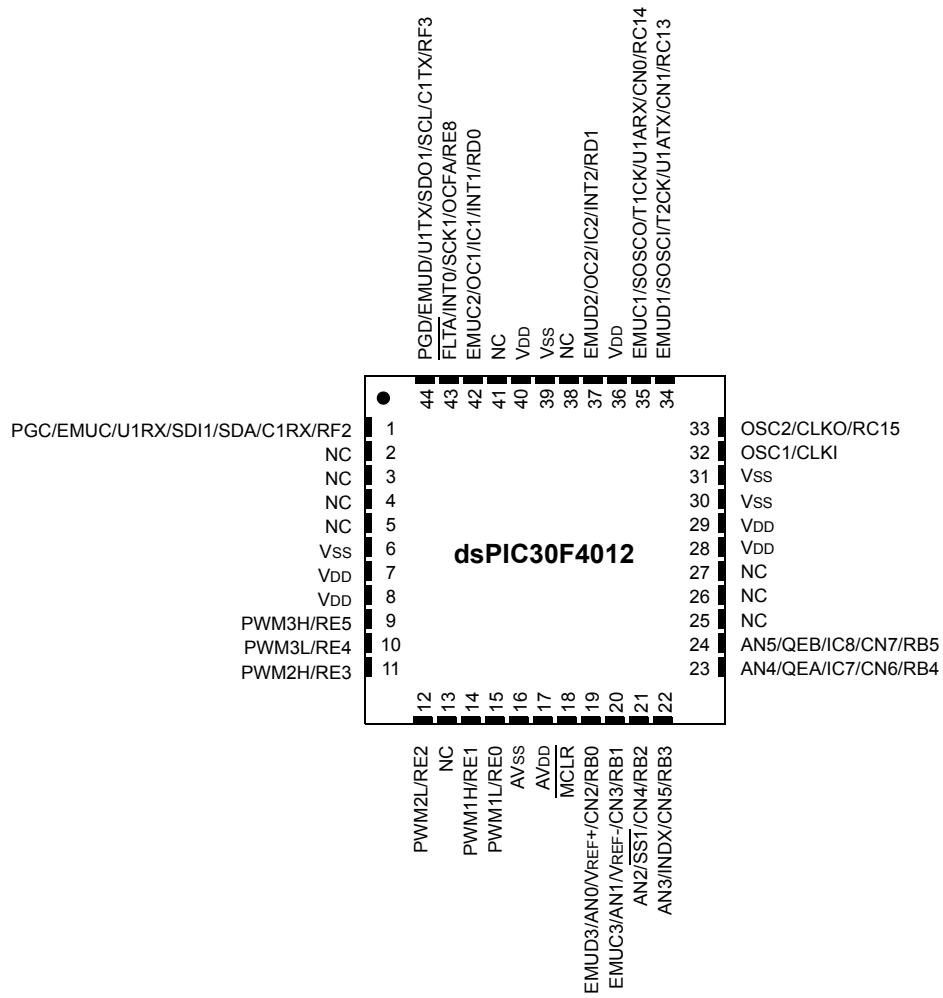 PGD/EMUD/U1TX/SDO1/SCL/C1TX/RF3
FLTA/INT0/SCK1/OCFA/RE8
EMUC2/OC1/IC1/INT1/RD0
NC
VDD
VSS
NC
EMUD2/OC2/IC2/INT2/RD1
VDD
EMUC1/SOSCO/T1CK/U1ARX/CN0/RC14
EMUD1/SOSCI/T2CK/U1ATX/CN1/RC13
44
43
42
41
40
39
38
37
36
35
34
PGC/EMUC/U1RX/SDI1/SDA/C1RX/RF2 1
NC 2
NC 3
NC 4
NC 5
VSS 6
VDD 7
VDD 8
PWM3H/RE5 9
PWM3L/RE4 10
PWM2H/RE3 11
dsPIC30F4012
33 OSC2/CLKO/RC15
32 OSC1/CLKI
31 VSS
30 VSS
29 VDD
28 VDD
27 NC
26 NC
25 NC
24 AN5/QEB/IC8/CN7/RB5
23 AN4/QEA/IC7/CN6/RB4
12
13
14
15
16
17
18
19
20
21
22
PWM2L/RE2
NC
PWM1H/RE1
PWM1L/RE0
AVSS
AVDD
MCLR
EMUD3/AN0/VREF+/CN2/RB0
EMUC3/AN1/VREF-/CN3/RB1
AN2/SS1/CN4/RB2
AN3/INDX/CN5/RB3